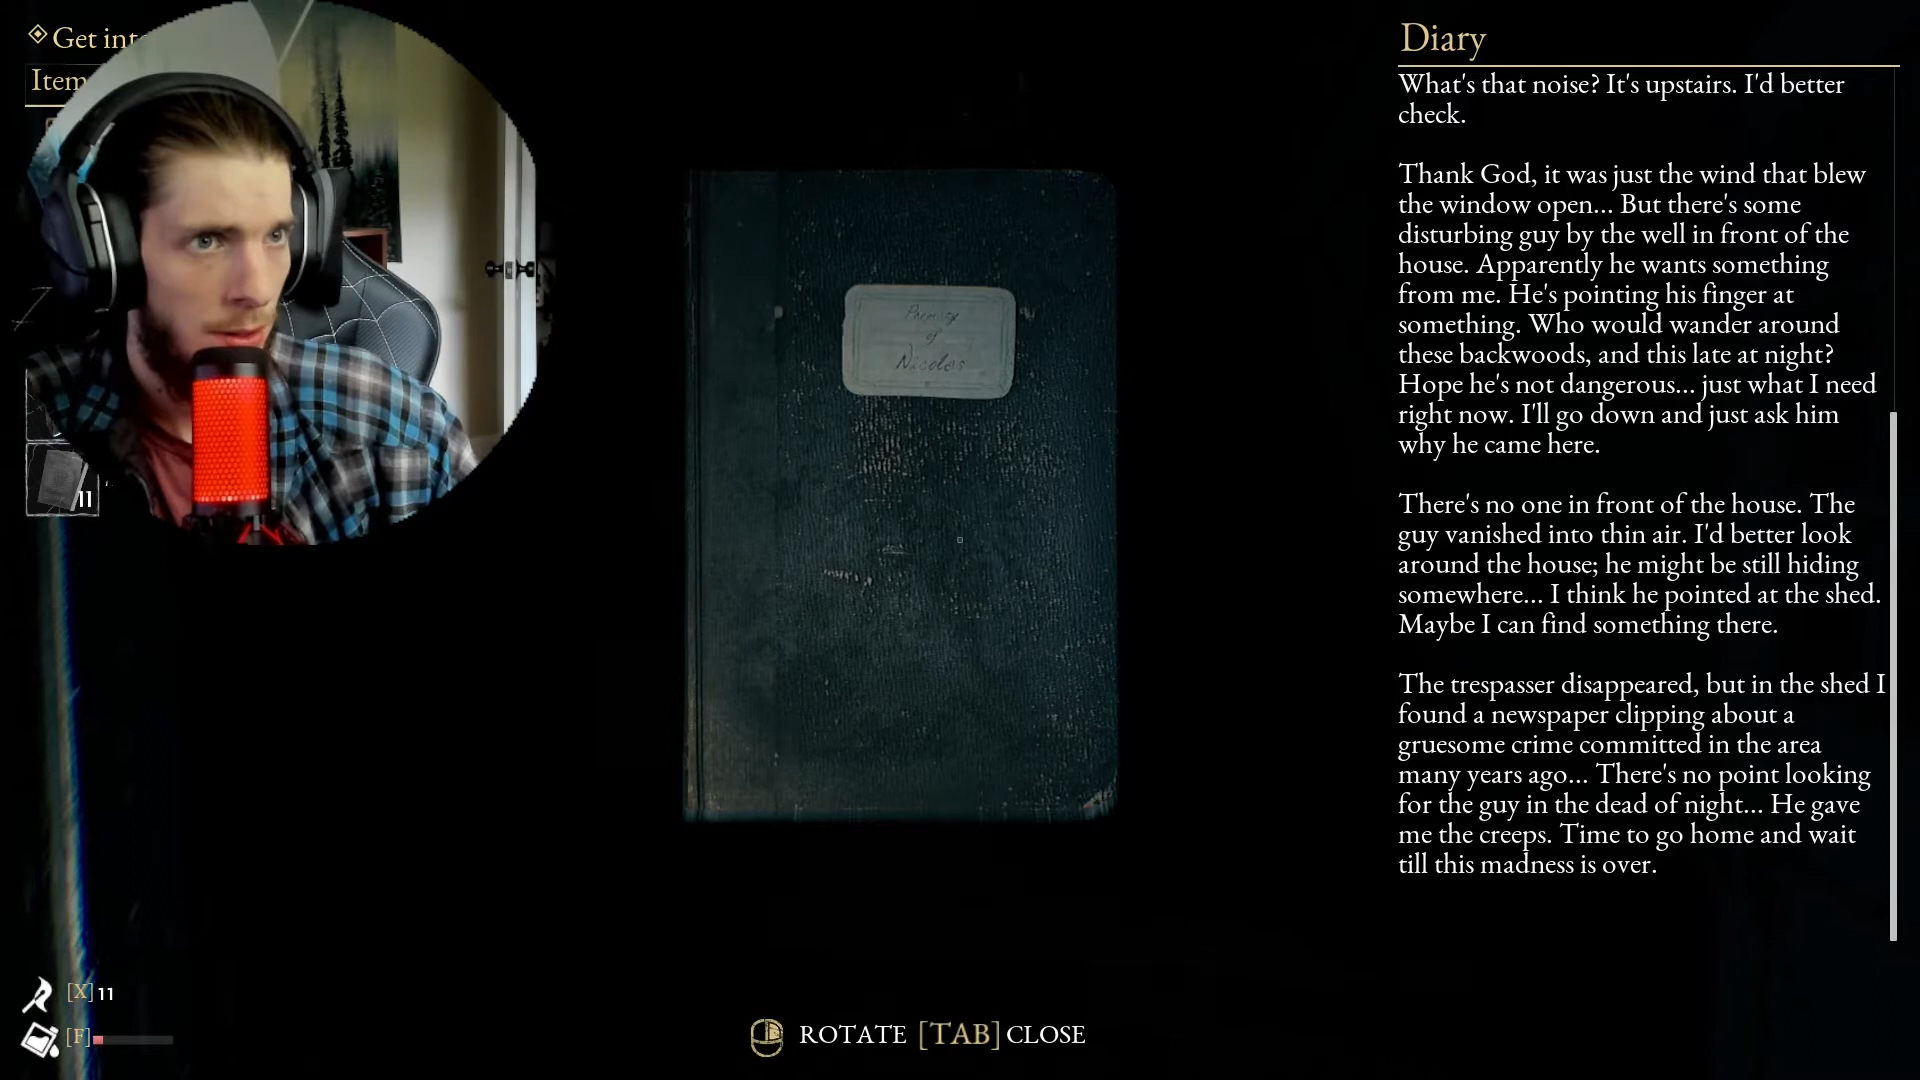 Get into
Item
11
[X] 11
[F]
Property
of
Nicolas
ROTATE [TAB] CLOSE
Diary
What's that noise? It's upstairs. I'd better
check.
Thank God, it was just the wind that blew
the window open... But there's some
disturbing guy by the well in front of the
house. Apparently he wants something
from me. He's pointing his finger at
something. Who would wander around
these backwoods, and this late at night?
Hope he's not dangerous... just what I need
right now. I'll go down and just ask him
why he came here.
There's no one in front of the house. The
guy vanished into thin air. I'd better look
around the house; he might be still hiding
somewhere... I think he pointed at the shed.
Maybe I can find something there.
The trespasser disappeared, but in the shed I
found a newspaper clipping about a
gruesome crime committed in the area
many years ago... There's no point looking
for the guy in the dead of night... He gave
me the creeps. Time to go home and wait
till this madness is over.